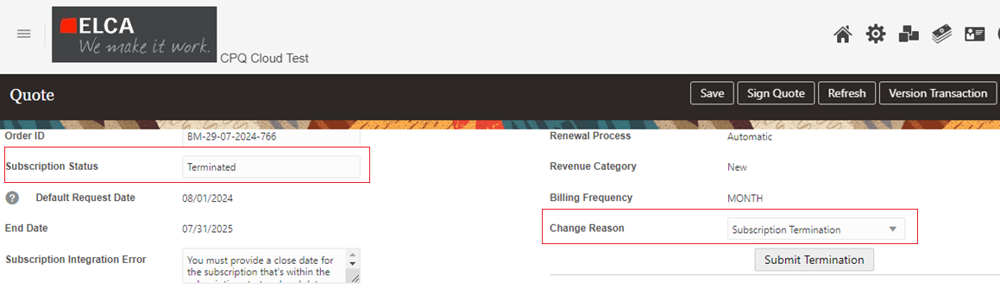 ELCA
We make it work.
CPQ Cloud Test
Quote
Save
Sign Quote
Refresh
Version Transaction
Order ID
BM-29-07-2024-766
Renewal Process
Automatic
Subscription Status
Terminated
Revenue Category
New
? Default Request Date
08/01/2024
Billing Frequency
MONTH
End Date
07/31/2025
Change Reason
Subscription Termination
Subscription Integration Error
You must provide a close date for
the subscription that's within the
Submit Termination